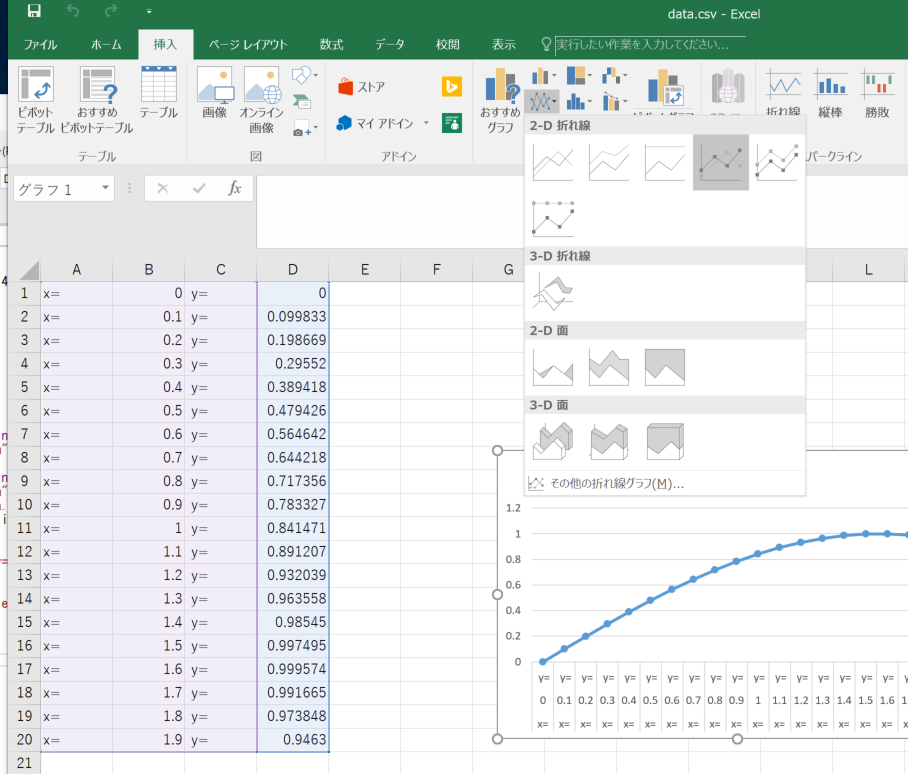 data.csv - Excel
ファイル ホーム 挿入 ページ レイアウト 数式 データ 校閲 表示 実行したい作業を入力してください...
ピボット テーブル
おすすめ ピボットテーブル
テーブル
画像
オンライン 画像
ストア
マイ アドイン
おすすめ グラフ
折れ線
縦棒
勝敗
テーブル 図 アドイン パークライン
グラフ 1 fx
2-D 折れ線
3-D 折れ線
2-D 面
3-D 面
その他の折れ線グラフ(M)...
A B C D E F G L
1 x= 0 y= 0
2 x= 0.1 y= 0.099833
3 x= 0.2 y= 0.198669
4 x= 0.3 y= 0.29552
5 x= 0.4 y= 0.389418
6 x= 0.5 y= 0.479426
7 x= 0.6 y= 0.564642
8 x= 0.7 y= 0.644218
9 x= 0.8 y= 0.717356
10 x= 0.9 y= 0.783327
11 x= 1 y= 0.841471
12 x= 1.1 y= 0.891207
13 x= 1.2 y= 0.932039
14 x= 1.3 y= 0.963558
15 x= 1.4 y= 0.98545
16 x= 1.5 y= 0.997495
17 x= 1.6 y= 0.999574
18 x= 1.7 y= 0.991665
19 x= 1.8 y= 0.973848
20 x= 1.9 y= 0.9463
21
1.2
1
0.8
0.6
0.4
0.2
0
y= y= y= y= y= y= y= y= y= y= y= y= y= y= y= y= y=
0 0.1 0.2 0.3 0.4 0.5 0.6 0.7 0.8 0.9 1 1.1 1.2 1.3 1.4 1.5 1.6
x= x= x= x= x= x= x= x= x= x= x= x= x= x= x= x= x=